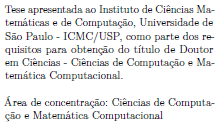 Tese apresentada ao Instituto de Ciências Ma-
temáticas e de Computação, Universidade de
São Paulo - ICMC/USP, como parte dos re-
quisitos para obtenção do título de Doutor
em Ciências - Ciências de Computação e Ma-
temática Computacional.
Área de concentração: Ciências de Computa-
ção e Matemática Computacional